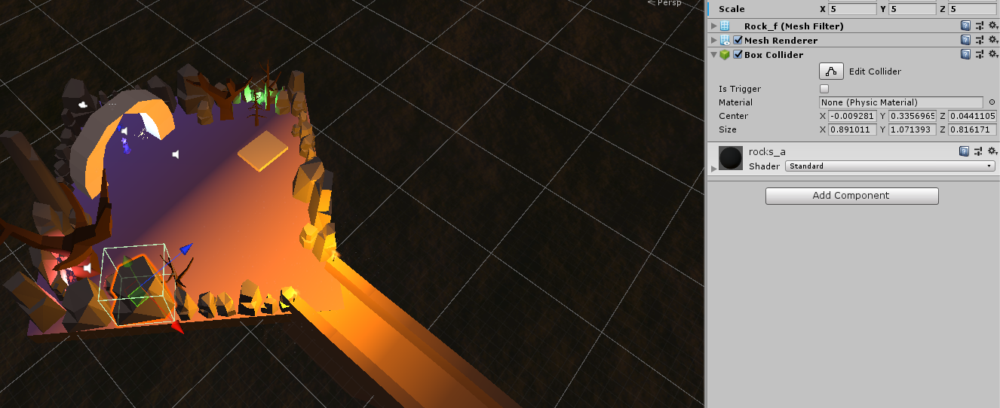 Persp
Scale X 5 Y 5 Z 5
Rock_f (Mesh Filter)
Mesh Renderer
Box Collider
Edit Collider
Is Trigger
Material None (Physic Material)
Center X -0.009281 Y 0.3356965 Z 0.0441105
Size X 0.891011 Y 1.071393 Z 0.816171
rocks_a
Shader Standard
Add Component